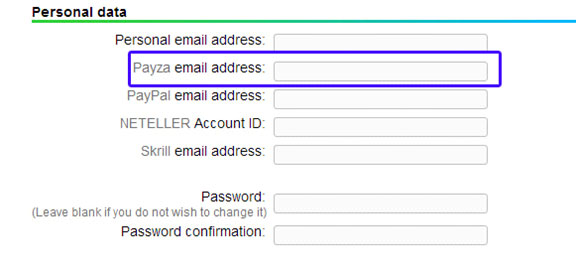 Personal data
Personal email address:
Payza email address:
PayPal email address:
NETELLER Account ID:
Skrill email address:
Password:
(Leave blank if you do not wish to change it)
Password confirmation: